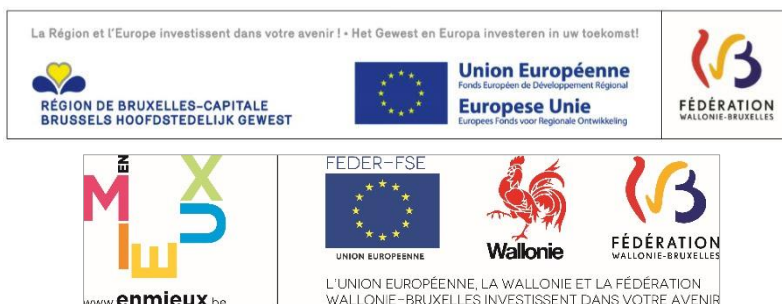 La Région et l'Europe investissent dans votre avenir ! • Het Gewest en Europa investeren in uw toekomst!
RÉGION DE BRUXELLES-CAPITALE
BRUSSELS HOOFDSTEDELIJK GEWEST
Union Européenne
Fonds Européen de Développement Régional
Europese Unie
Europees Fonds voor Regionale Ontwikkeling
FÉDÉRATION
WALLONIE-BRUXELLES
EN
MIEUX
www.enmieux.be
FEDER-FSE
UNION EUROPEENNE
Wallonie
FÉDÉRATION
WALLONIE-BRUXELLES
L'UNION EUROPÉENNE, LA WALLONIE ET LA FÉDÉRATION
WALLONIE-BRUXELLES INVESTISSENT DANS VOTRE AVENIR